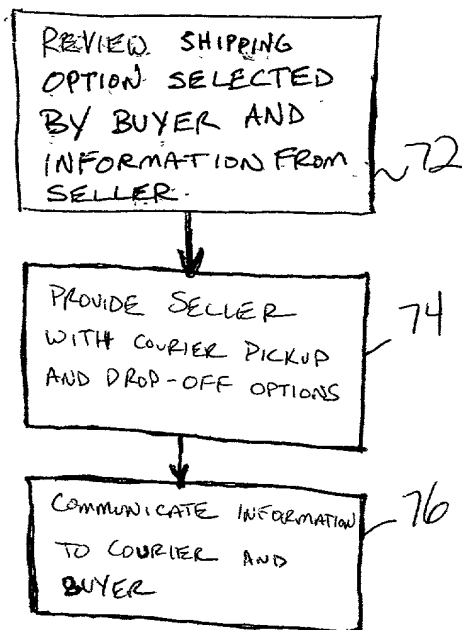 REVIEW SHIPPING
OPTION SELECTED
BY BUYER AND
INFORMATION FROM
SELLER.
72
PROVIDE SELLER
WITH COURIER PICKUP
AND DROP-OFF OPTIONS
74
COMMUNICATE INFORMATION
TO COURIER AND
BUYER
76